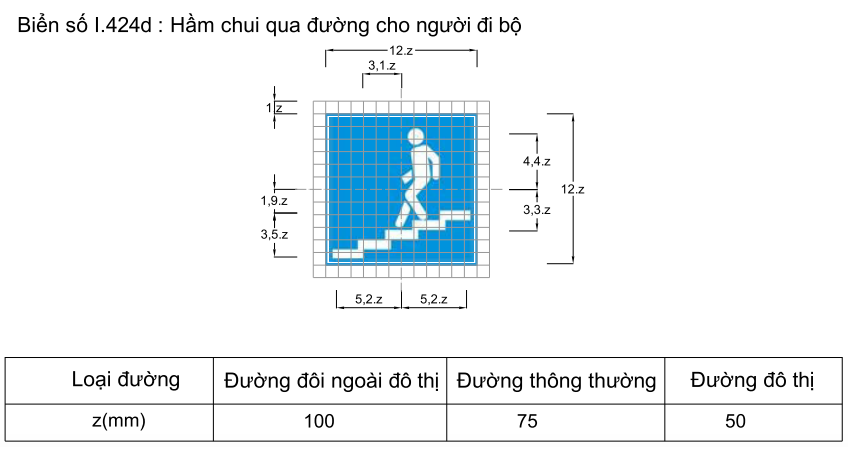 Biển số I.424d : Hầm chui qua đường cho người đi bộ
12.z
3,1.z
1.z
4,4.z
12.z
1,9.z
3,3.z
3,5.z
5,2.z 5,2.z
Loại đường Đường đôi ngoài đô thị Đường thông thường Đường đô thị
z(mm) 100 75 50